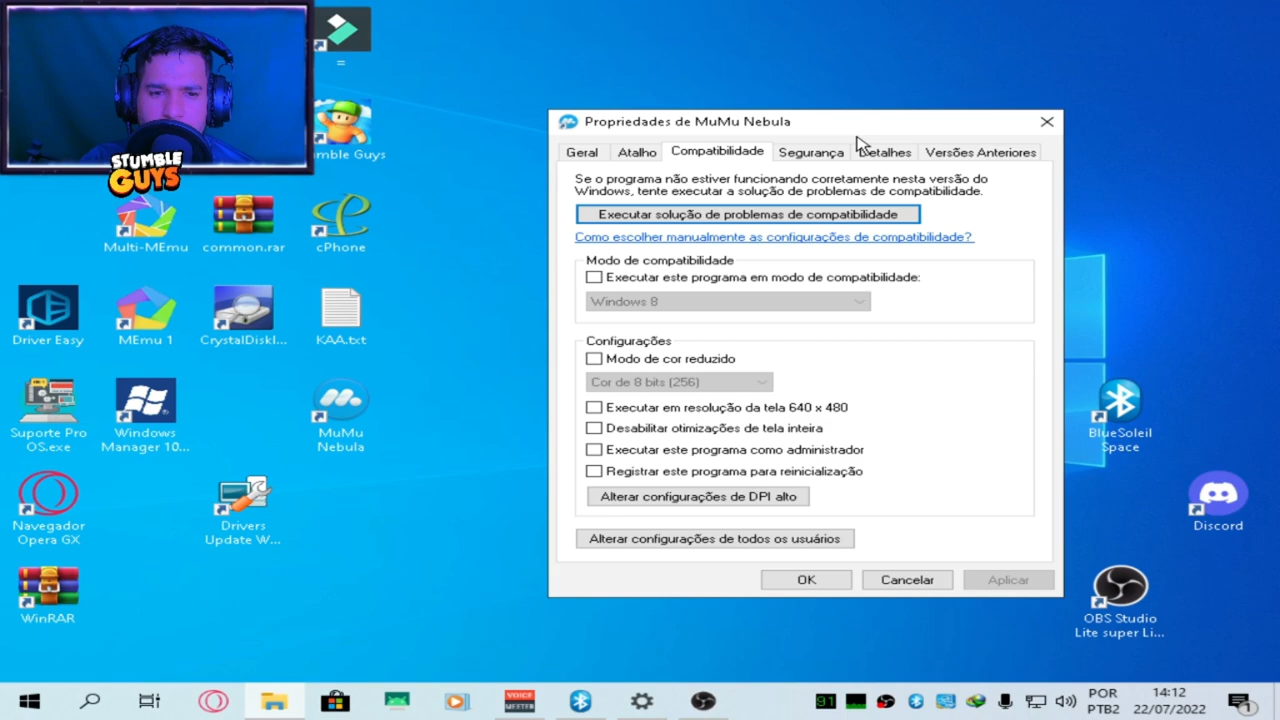 STUMBLE
GUYS
=
mble Guys
Multi-MEmu
common.rar
cPhone
Driver Easy
MEmu 1
CrystalDiskI...
KAA.txt
Suporte Pro
OS.exe
Windows
Manager 10...
MuMu
Nebula
Navegador
Opera GX
Drivers
Update W...
WinRAR
Propriedades de MuMu Nebula
Geral
Atalho
Compatibilidade
Segurança
Detalhes
Versões Anteriores
Se o programa não estiver funcionando corretamente nesta versão do
Windows, tente executar a solução de problemas de compatibilidade.
Executar solução de problemas de compatibilidade
Como escolher manualmente as configurações de compatibilidade?
Modo de compatibilidade
Executar este programa em modo de compatibilidade:
Windows 8
Configurações
Modo de cor reduzido
Cor de 8 bits (256)
Executar em resolução da tela 640 x 480
Desabilitar otimizações de tela inteira
Executar este programa como administrador
Registrar este programa para reinicialização
Alterar configurações de DPI alto
Alterar configurações de todos os usuários
OK
Cancelar
Aplicar
BlueSoleil
Space
Discord
OBS Studio
Lite super Li...
VOICE
MEETER
91
POR
PTB2
14:12
22/07/2022
1